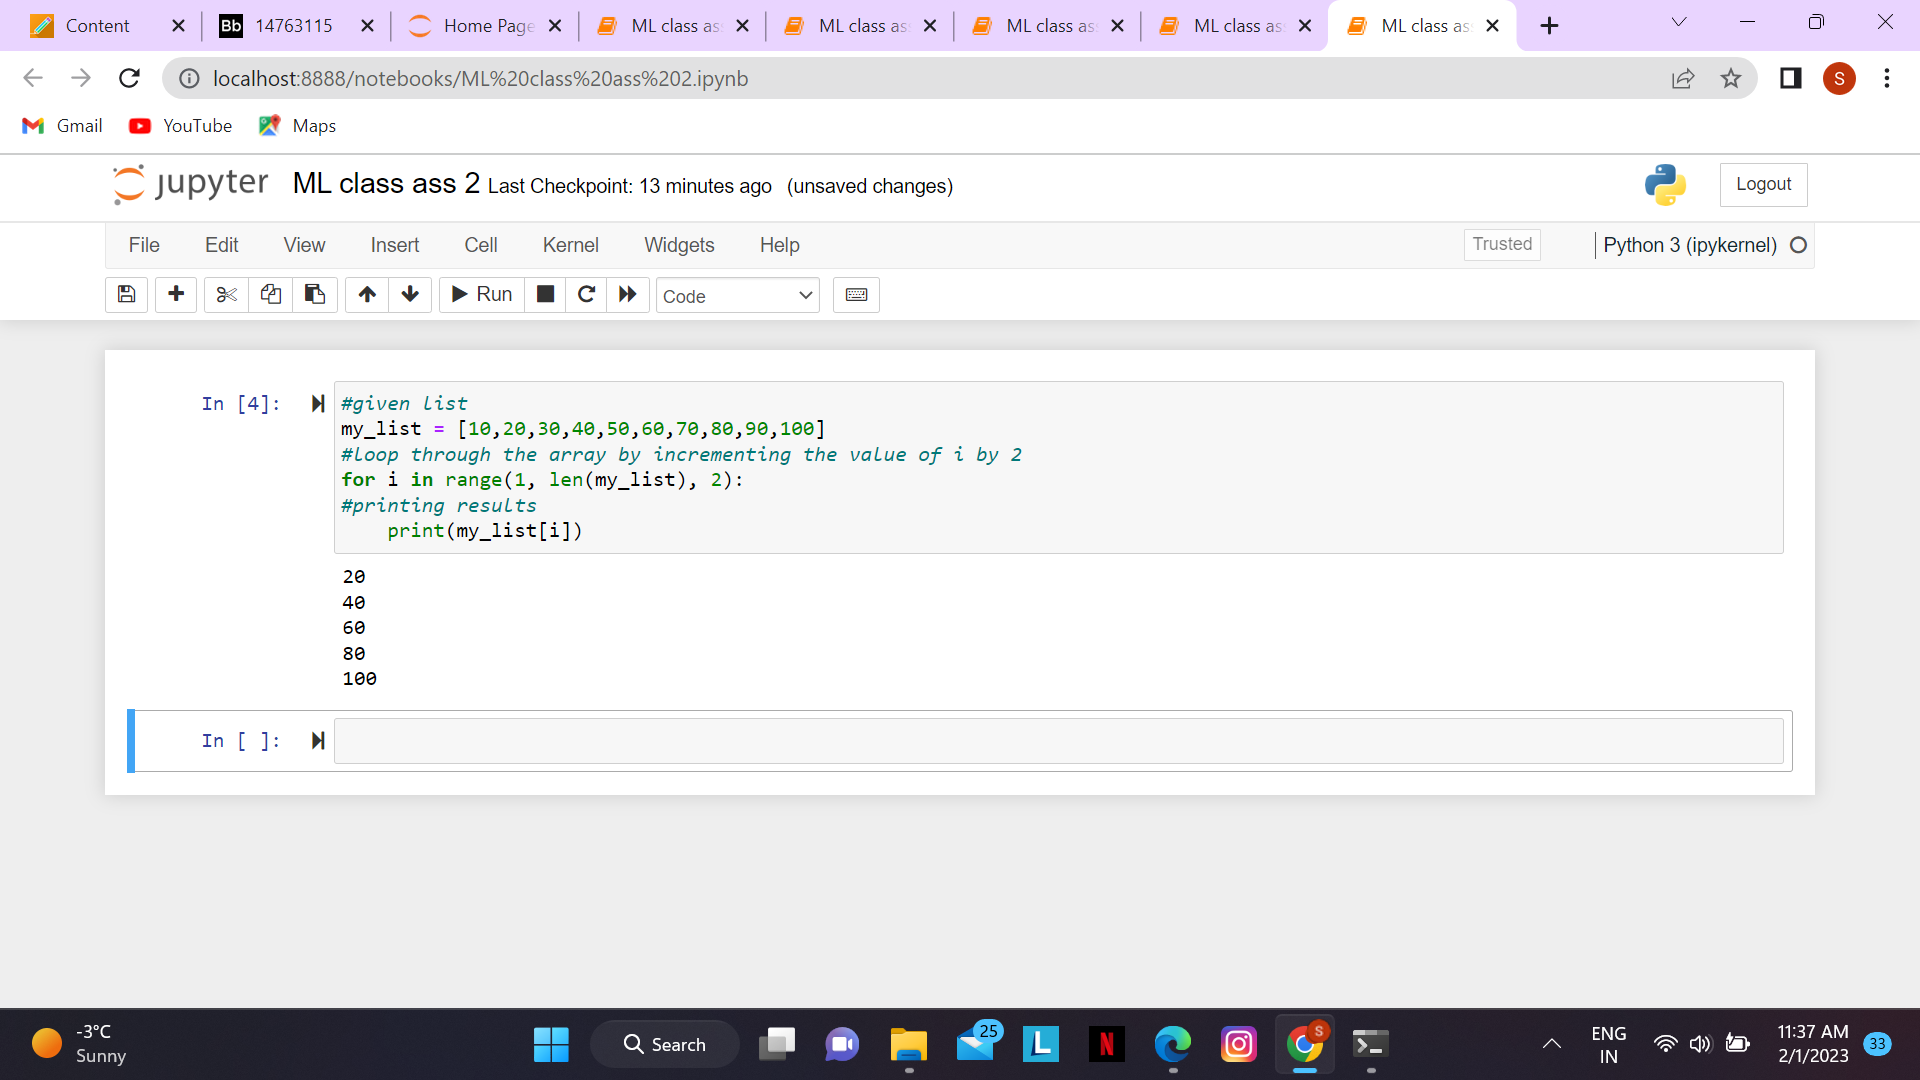 Content
Bb 14763115
Home Page
ML class as
ML class as
ML class as
ML class as
ML class as
localhost:8888/notebooks/ML%20class%20ass%202.ipynb
S
Gmail
YouTube
Maps
jupyter ML class ass 2 Last Checkpoint: 13 minutes ago (unsaved changes)
Logout
File Edit View Insert Cell Kernel Widgets Help
Trusted
Python 3 (ipykernel)
Run
Code
In [4]:
#given list
my_list = [10,20,30,40,50,60,70,80,90,100]
#loop through the array by incrementing the value of i by 2
for i in range(1, len(my_list), 2):
#printing results
    print(my_list[i])
20
40
60
80
100
In [ ]:
-3°C
Sunny
Search
25
L
N
S
ENG
IN
11:37 AM
2/1/2023
33